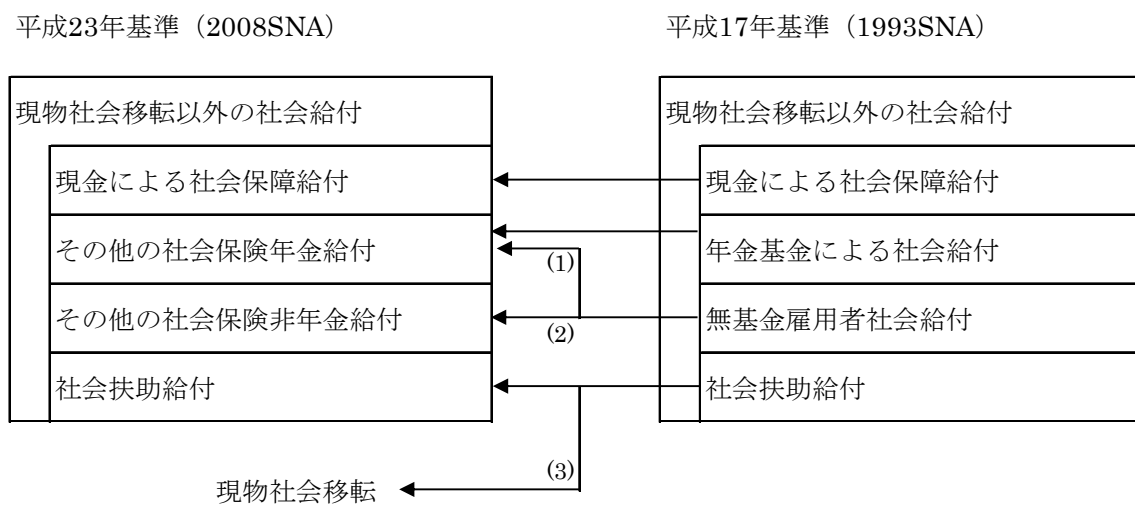 平成23年基準（2008SNA）
平成17年基準（1993SNA）
現物社会移転以外の社会給付
現金による社会保障給付
その他の社会保険年金給付
その他の社会保険非年金給付
社会扶助給付
現物社会移転以外の社会給付
現金による社会保障給付
年金基金による社会給付
無基金雇用者社会給付
社会扶助給付
(1)
(2)
(3)
現物社会移転